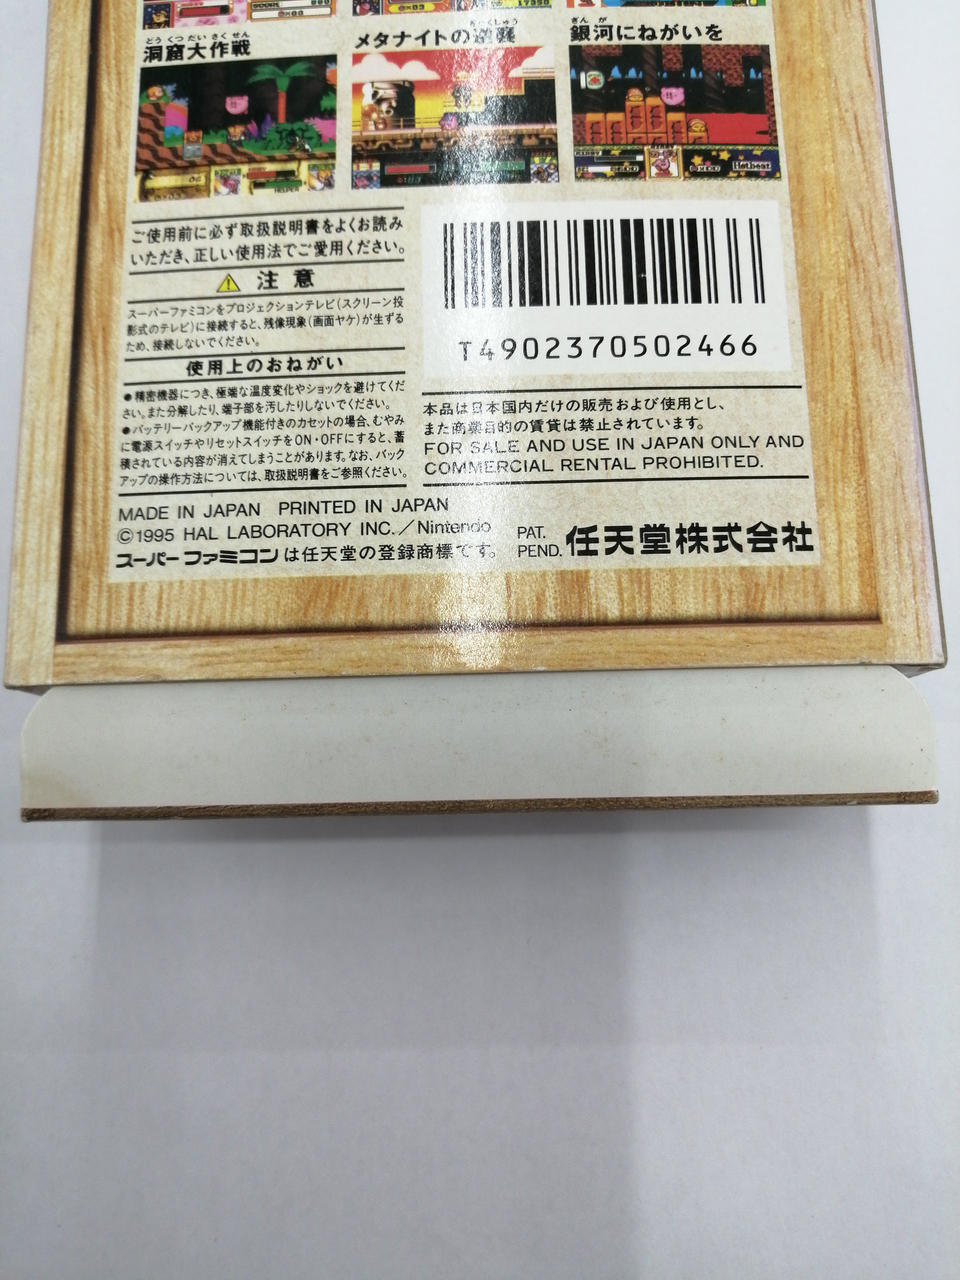 どうくつだいさくせん
洞窟大作戦
ぎゃくしゅう
メタナイトの逆襲
ぎんが
銀河にねがいを
ご使用前に必ず取扱説明書をよくお読み
いただき、正しい使用法でご愛用ください。
注意
スーパーファミコンをプロジェクションテレビ(スクリーン投
影式のテレビ)に接続すると、残像現象(画面ヤケ)が生ずる
ため、接続しないでください。
使用上のおねがい
●精密機器につき、極端な温度変化やショックを避けてくだ
さい。また分解したり、端子部を汚したりしないでください。
●バッテリーバックアップ機能付きのカセットの場合、むやみ
に電源スイッチやリセットスイッチをON・OFFにすると、蓄
積されている内容が消えてしまうことがあります。なお、バック
アップの操作方法については、取扱説明書をご参照ください。
T4902370502466
本品は日本国内だけの販売および使用とし、
また商業目的の賃貸は禁止されています。
FOR SALE AND USE IN JAPAN ONLY AND
COMMERCIAL RENTAL PROHIBITED.
MADE IN JAPAN PRINTED IN JAPAN
©1995 HAL LABORATORY INC.／Nintendo
スーパーファミコンは任天堂の登録商標です。
PAT.
PEND.
任天堂株式会社